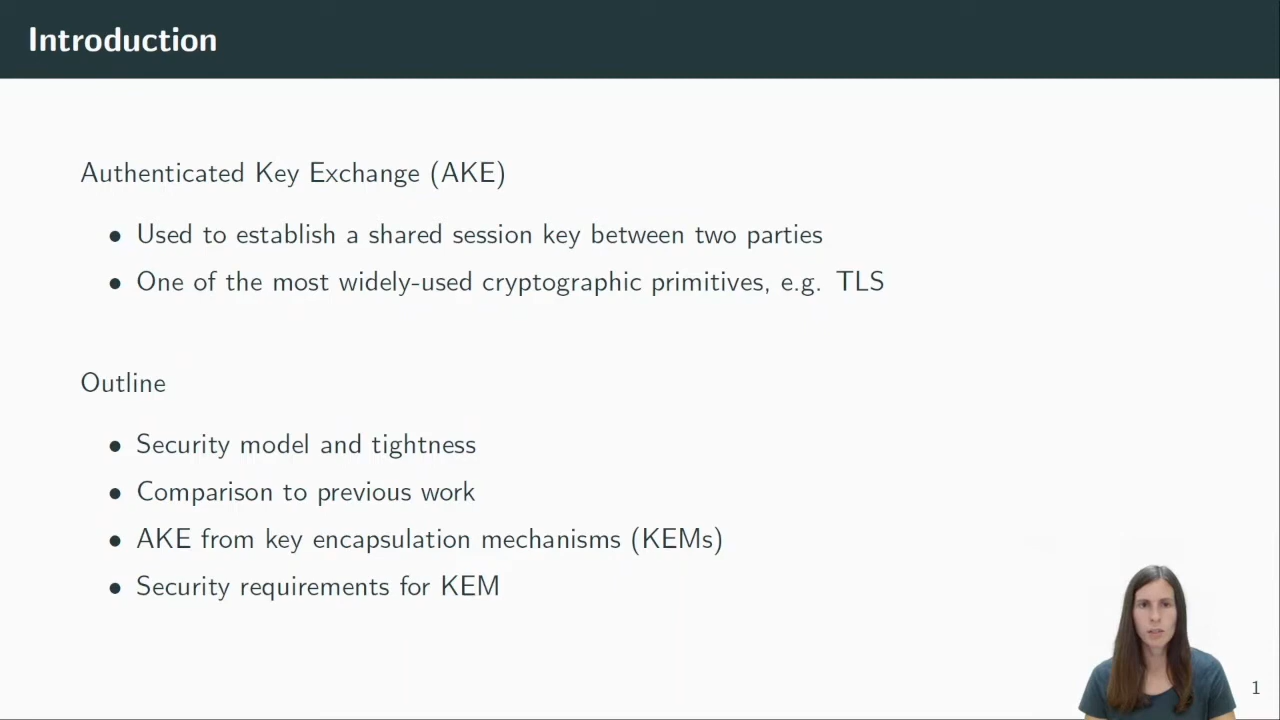 Introduction
Authenticated Key Exchange (AKE)
• Used to establish a shared session key between two parties
• One of the most widely-used cryptographic primitives, e.g. TLS
Outline
• Security model and tightness
• Comparison to previous work
• AKE from key encapsulation mechanisms (KEMs)
• Security requirements for KEM
1